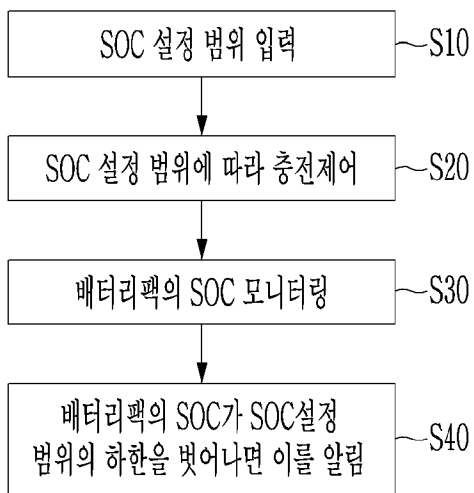 SOC 설정 범위 입력
S10
SOC 설정 범위에 따라 충전제어
S20
배터리팩의 SOC 모니터링
S30
배터리팩의 SOC가 SOC설정
범위의 하한을 벗어나면 이를 알림
S40